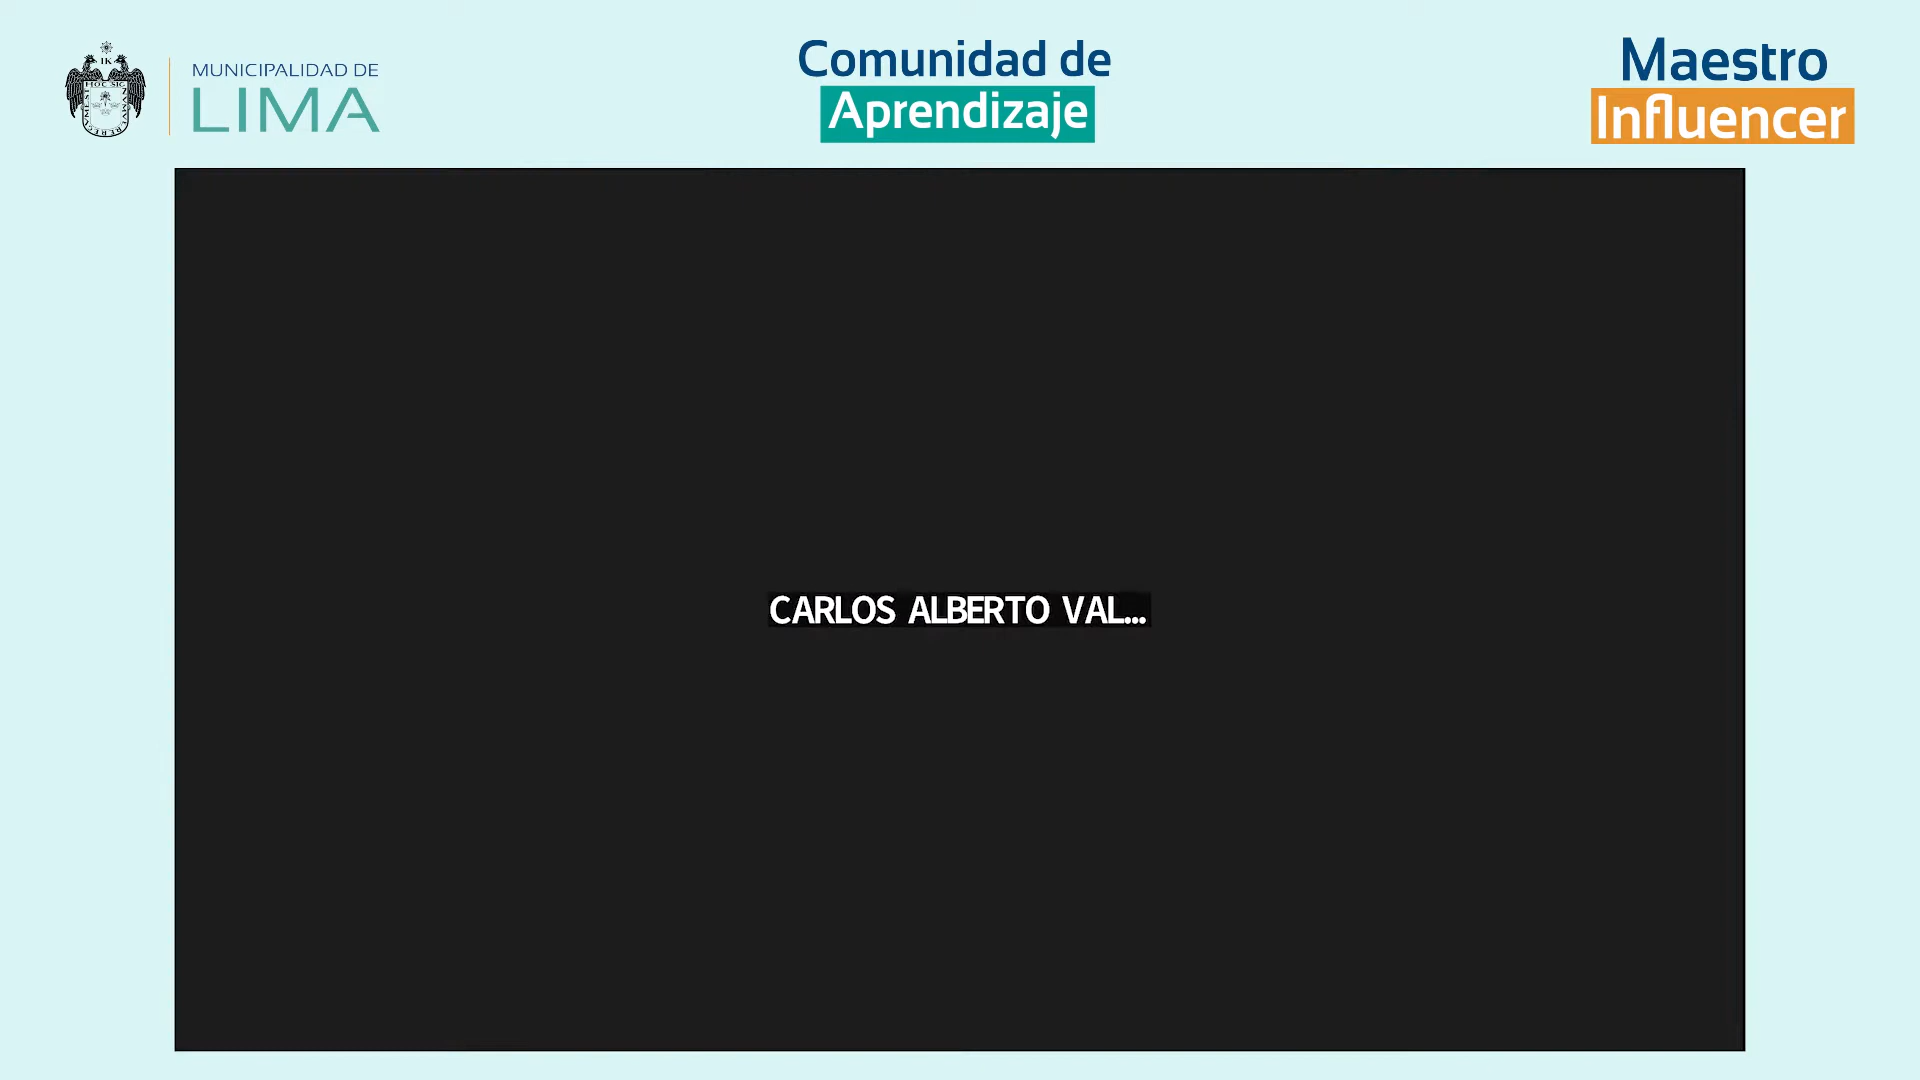 MUNICIPALIDAD DE
LIMA
Comunidad de
Aprendizaje
Maestro
Influencer
CARLOS ALBERTO VAL...